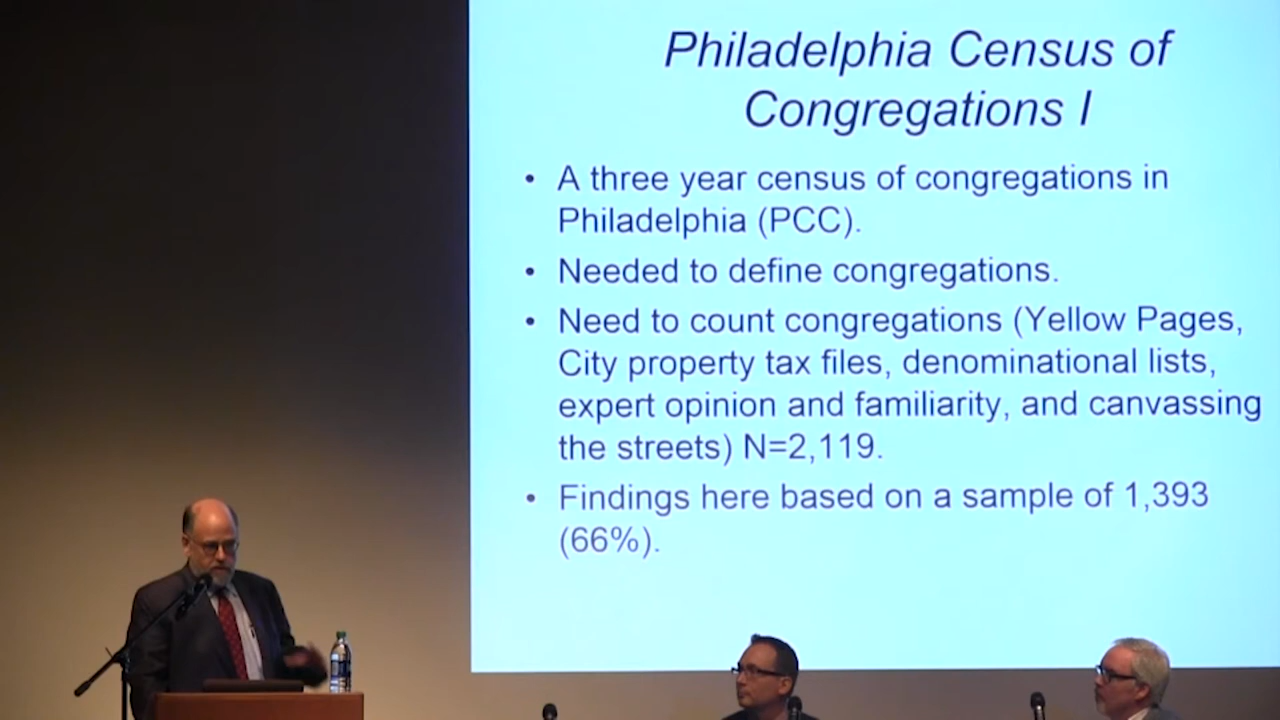 Philadelphia Census of
Congregations I
• A three year census of congregations in
Philadelphia (PCC).
• Needed to define congregations.
• Need to count congregations (Yellow Pages,
City property tax files, denominational lists,
expert opinion and familiarity, and canvassing
the streets) N=2,119.
• Findings here based on a sample of 1,393
(66%).